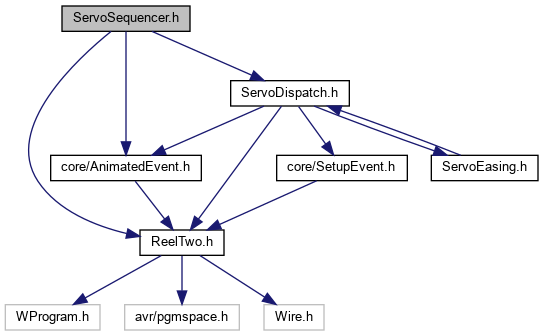 ServoSequencer.h
ServoDispatch.h
core/AnimatedEvent.h
core/SetupEvent.h
ServoEasing.h
ReelTwo.h
WProgram.h
avr/pgmspace.h
Wire.h